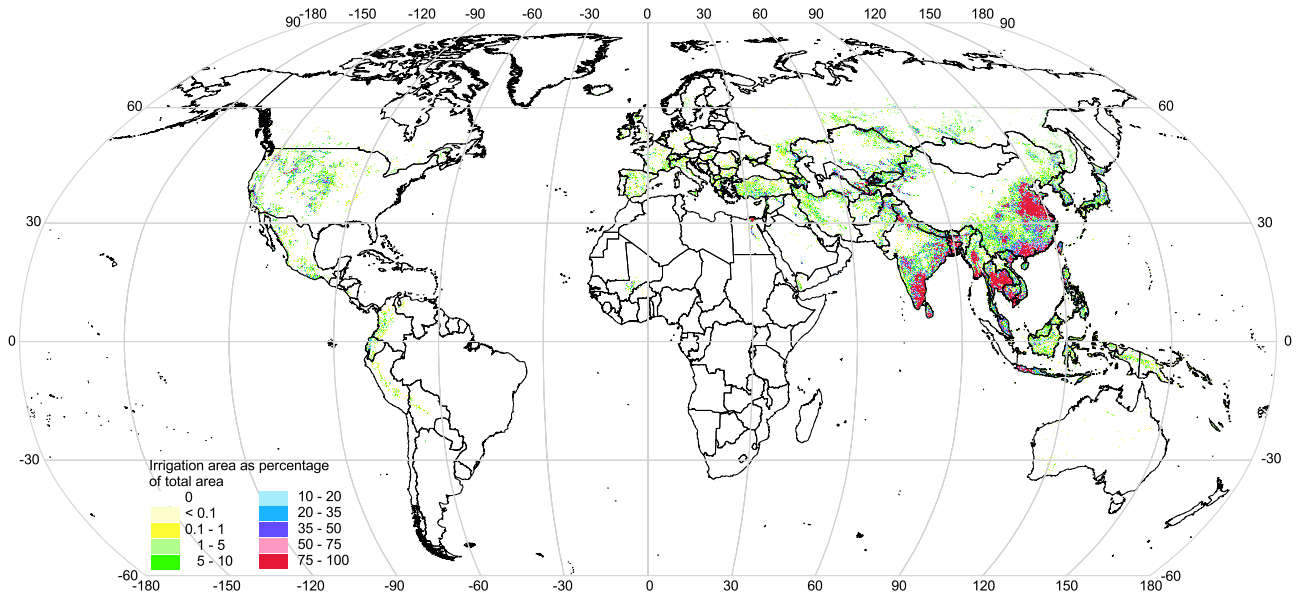 90 -180 -150 -120 -90 -60 -30 0 30 60 90 120 150 180 90
60 60
30 30
0 0
-30 -30
Irrigation area as percentage
of total area
0 10 - 20
< 0.1 20 - 35
0.1 - 1 35 - 50
1 - 5 50 - 75
5 - 10 75 - 100
-60 -60
-180 -150 -120 -90 -60 -30 0 30 60 90 120 150 180